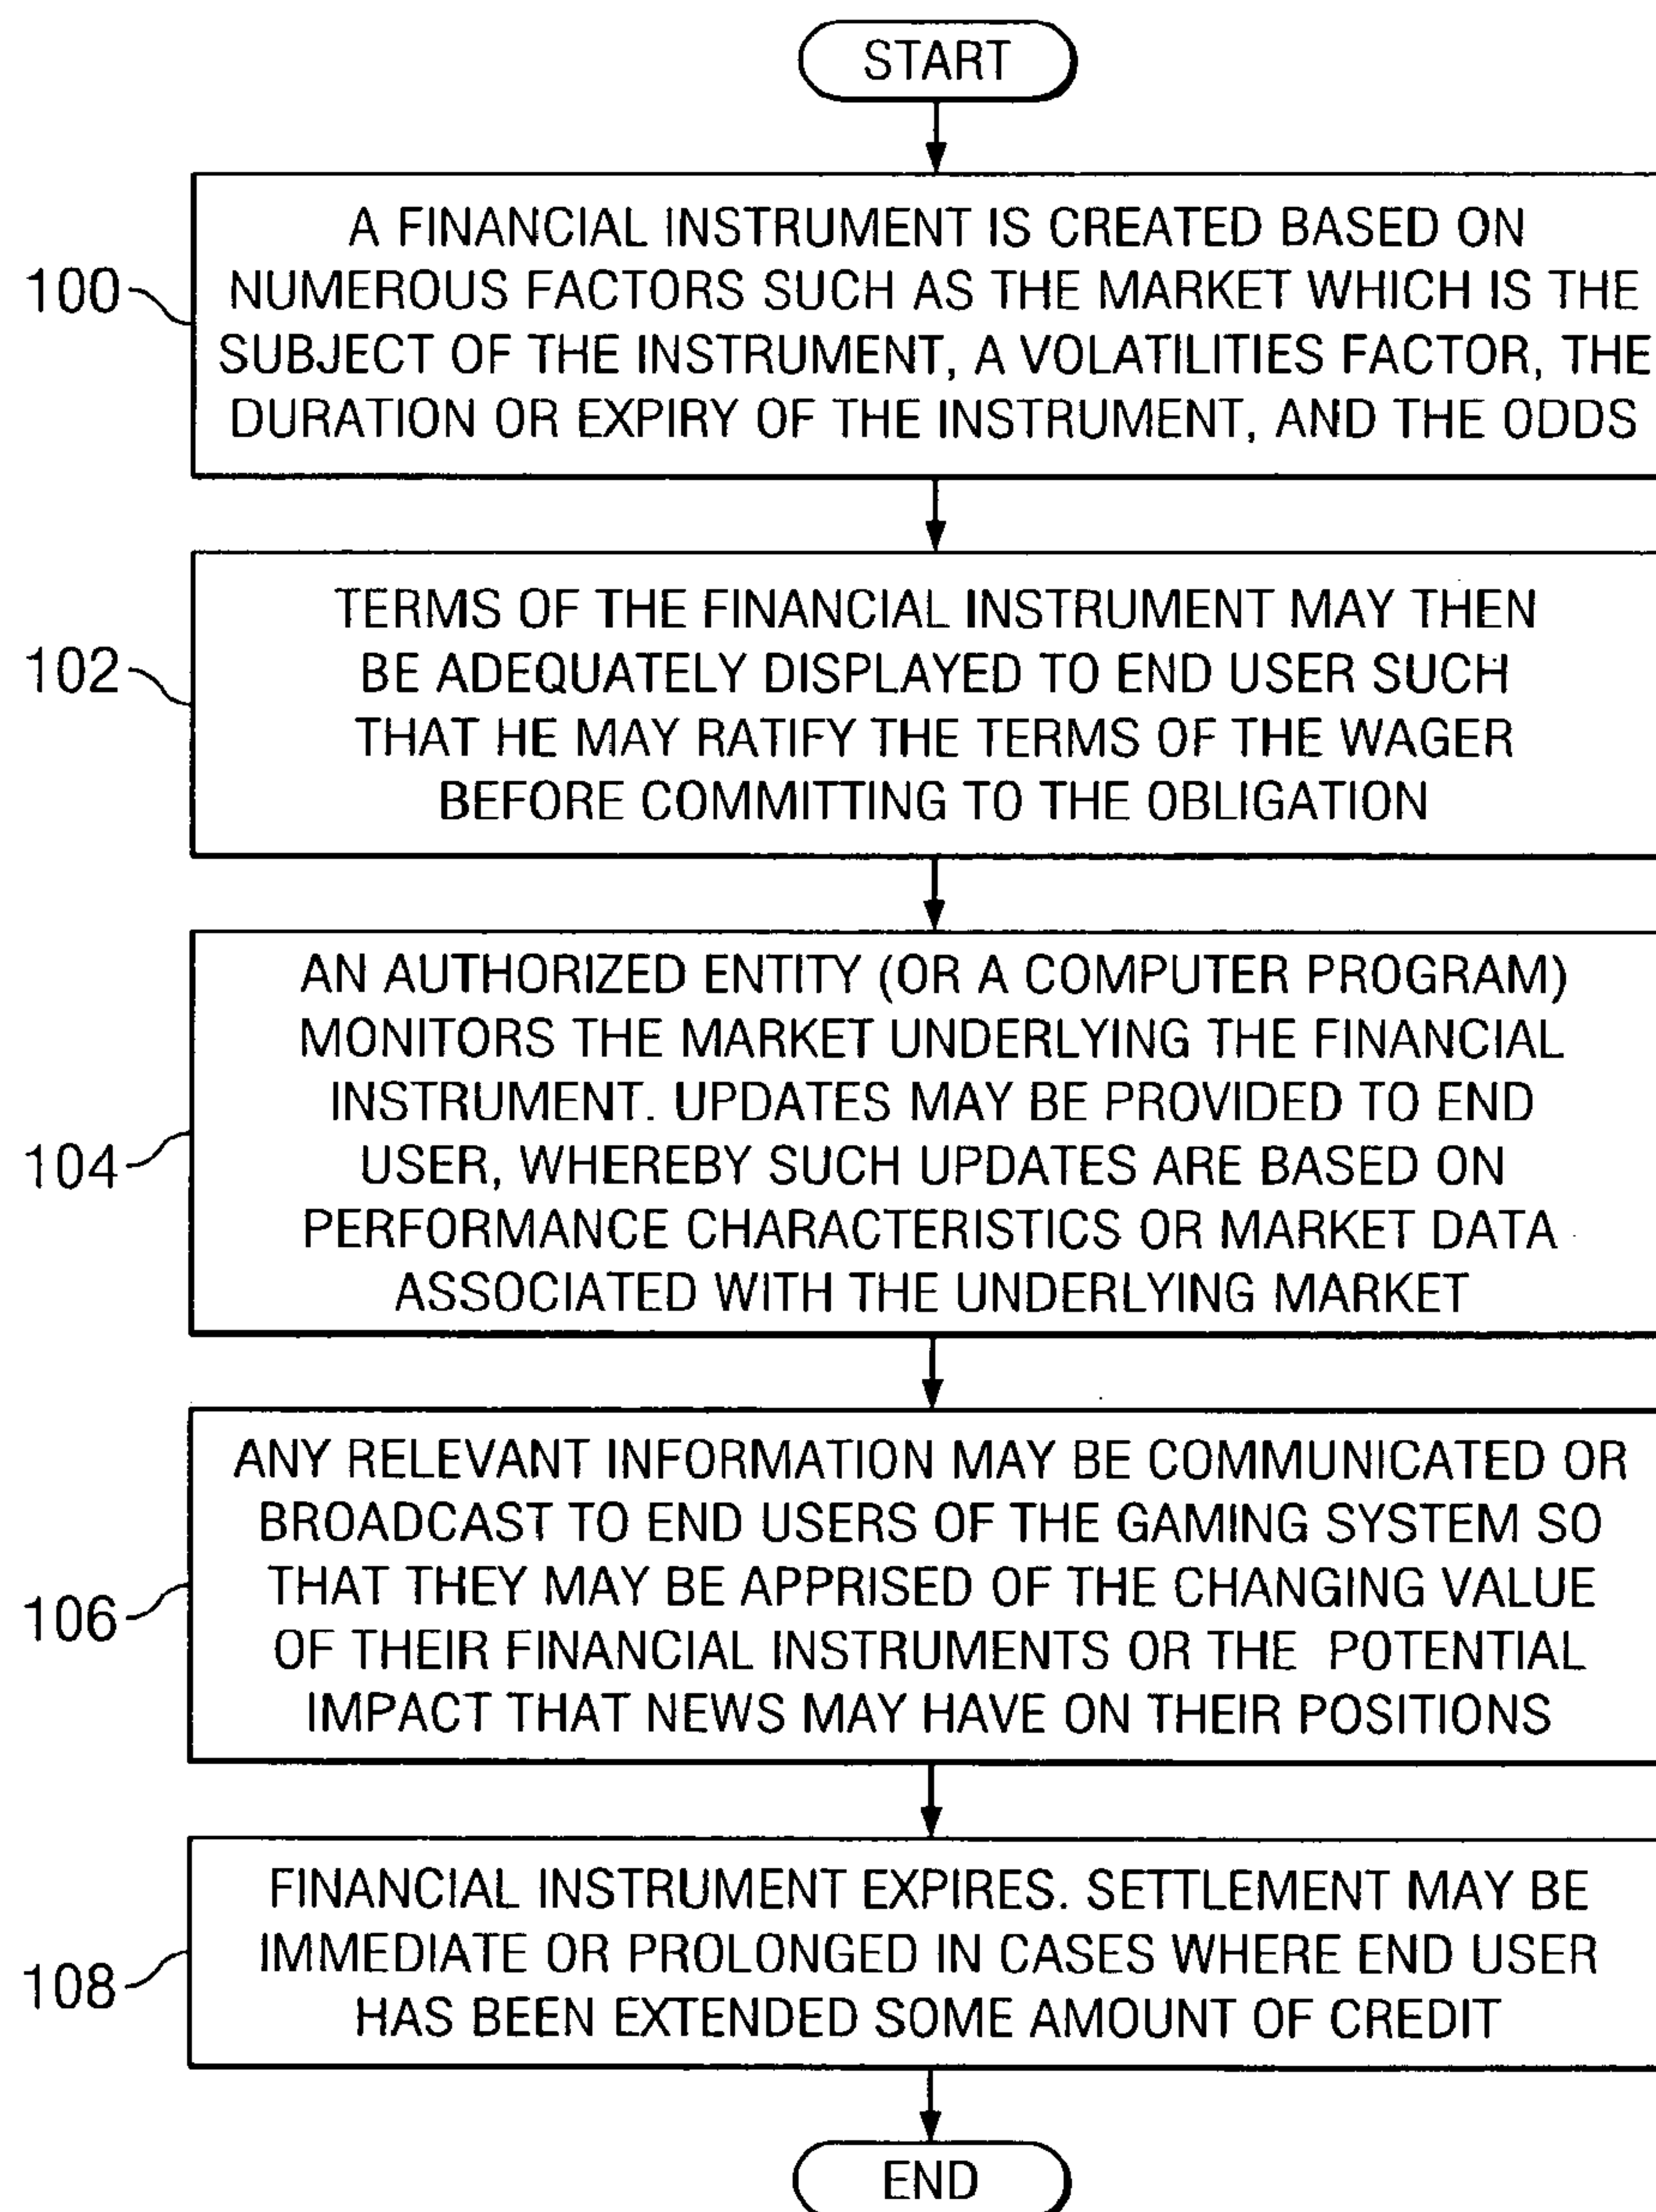 START
A FINANCIAL INSTRUMENT IS CREATED BASED ON
NUMEROUS FACTORS SUCH AS THE MARKET WHICH IS THE
100
SUBJECT OF THE INSTRUMENT, A VOLATILITIES FACTOR, THE
DURATION OR EXPIRY OF THE INSTRUMENT, AND THE ODDS
TERMS OF THE FINANCIAL INSTRUMENT MAY THEN
102
BE ADEQUATELY DISPLAYED TO END USER SUCH
THAT HE MAY RATIFY THE TERMS OF THE WAGER
BEFORE COMMITTING TO THE OBLIGATION
AN AUTHORIZED ENTITY (OR A COMPUTER PROGRAM)
MONITORS THE MARKET UNDERLYING THE FINANCIAL
INSTRUMENT. UPDATES MAY BE PROVIDED TO END
104
USER, WHEREBY SUCH UPDATES ARE BASED ON
PERFORMANCE CHARACTERISTICS OR MARKET DATA
ASSOCIATED WITH THE UNDERLYING MARKET
ANY RELEVANT INFORMATION MAY BE COMMUNICATED OR
BROADCAST TO END USERS OF THE GAMING SYSTEM SO
THAT THEY MAY BE APPRISED OF THE CHANGING VALUE
106
OF THEIR FINANCIAL INSTRUMENTS OR THE POTENTIAL
IMPACT THAT NEWS MAY HAVE ON THEIR POSITIONS
FINANCIAL INSTRUMENT EXPIRES. SETTLEMENT MAY BE
IMMEDIATE OR PROLONGED IN CASES WHERE END USER
108
HAS BEEN EXTENDED SOME AMOUNT OF CREDIT
END